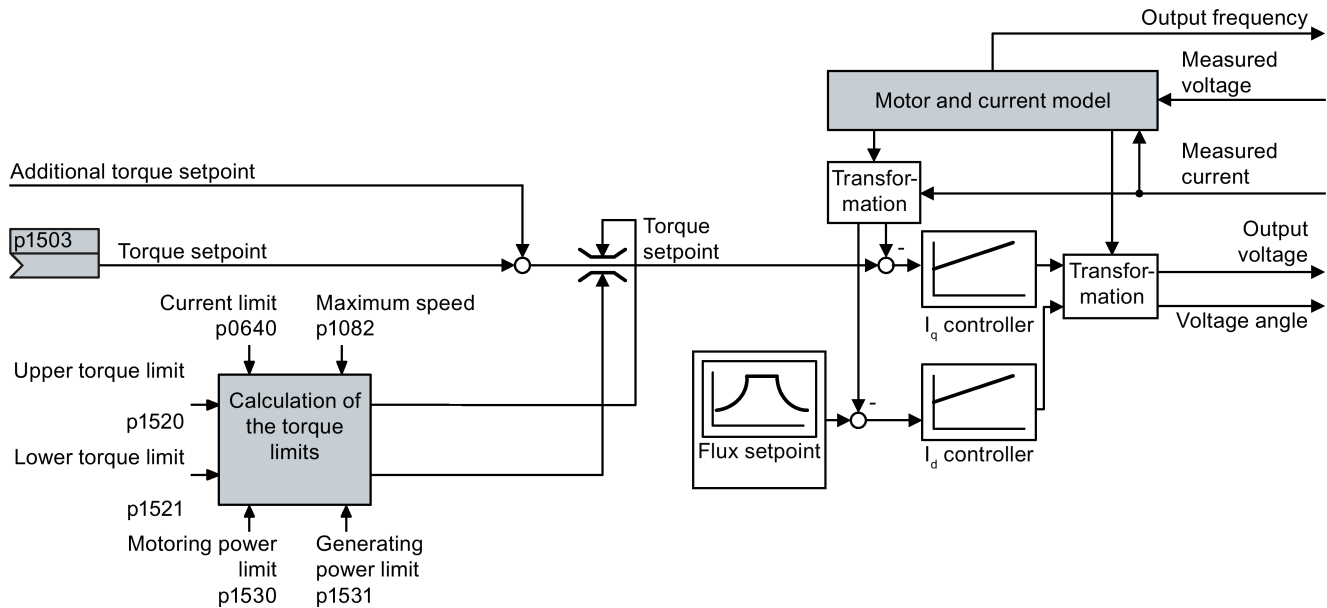 Output frequency
Measured
voltage
Motor and current model
Measured
current
Additional torque setpoint
Transfor-
mation
p1503
Torque setpoint
Torque
setpoint
-
Output
voltage
Transfor-
mation
Voltage angle
Iq controller
Current limit
p0640
Maximum speed
p1082
Upper torque limit
p1520
Calculation of
the torque
limits
Lower torque limit
p1521
Flux setpoint
-
Id controller
Motoring power
limit
p1530
Generating
power limit
p1531